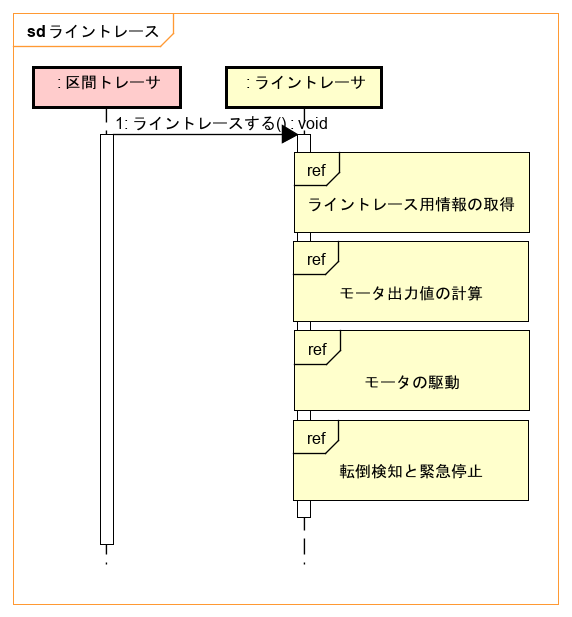 sd ライントレース
: 区間トレーサ
: ライントレーサ
1: ライントレースする() : void
ref
ライントレース用情報の取得
ref
モータ出力値の計算
ref
モータの駆動
ref
転倒検知と緊急停止